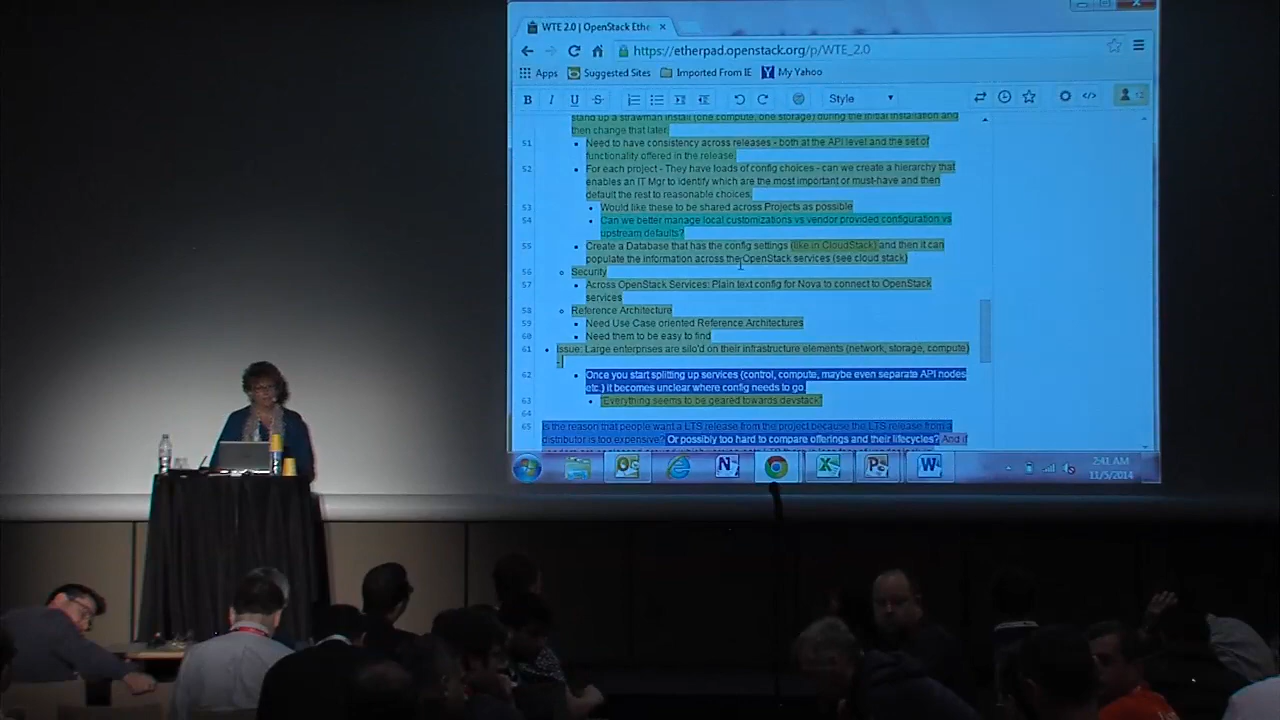 WTE 2.0 | OpenStack Ethe
https://etherpad.openstack.org/p/WTE_2.0
Apps Suggested Sites Imported From IE My Yahoo
B I U S Style
stand up a strawman install (one compute, one storage) during the initial installation and
then change that later.
51 Need to have consistency across releases - both at the API level and the set of
functionality offered in the release.
52 For each project - They have loads of config choices - can we create a hierarchy that
enables an IT Mgr to identify which are the most important or must-have and then
default the rest to reasonable choices.
53 Would like these to be shared across Projects as possible
54 Can we better manage local customizations vs vendor provided configuration vs
upstream defaults?
55 Create a Database that has the config settings (like in CloudStack) and then it can
populate the information across the OpenStack services (see cloud stack)
56 Security
57 Across OpenStack Services: Plain text config for Nova to connect to OpenStack
services
58 Reference Architecture
59 Need Use Case oriented Reference Architectures
60 Need them to be easy to find
61 Issue: Large enterprises are silo'd on their infrastructure elements (network, storage, compute)
-
62 Once you start splitting up services (control, compute, maybe even separate API nodes
etc.) it becomes unclear where config needs to go.
63 "Everything seems to be geared towards devstack"
64
65 Is the reason that people want a LTS release from the project because the LTS release from a
distributor is too expensive? Or possibly too hard to compare offerings and their lifecycles? And if
2:41 AM
11/5/2014